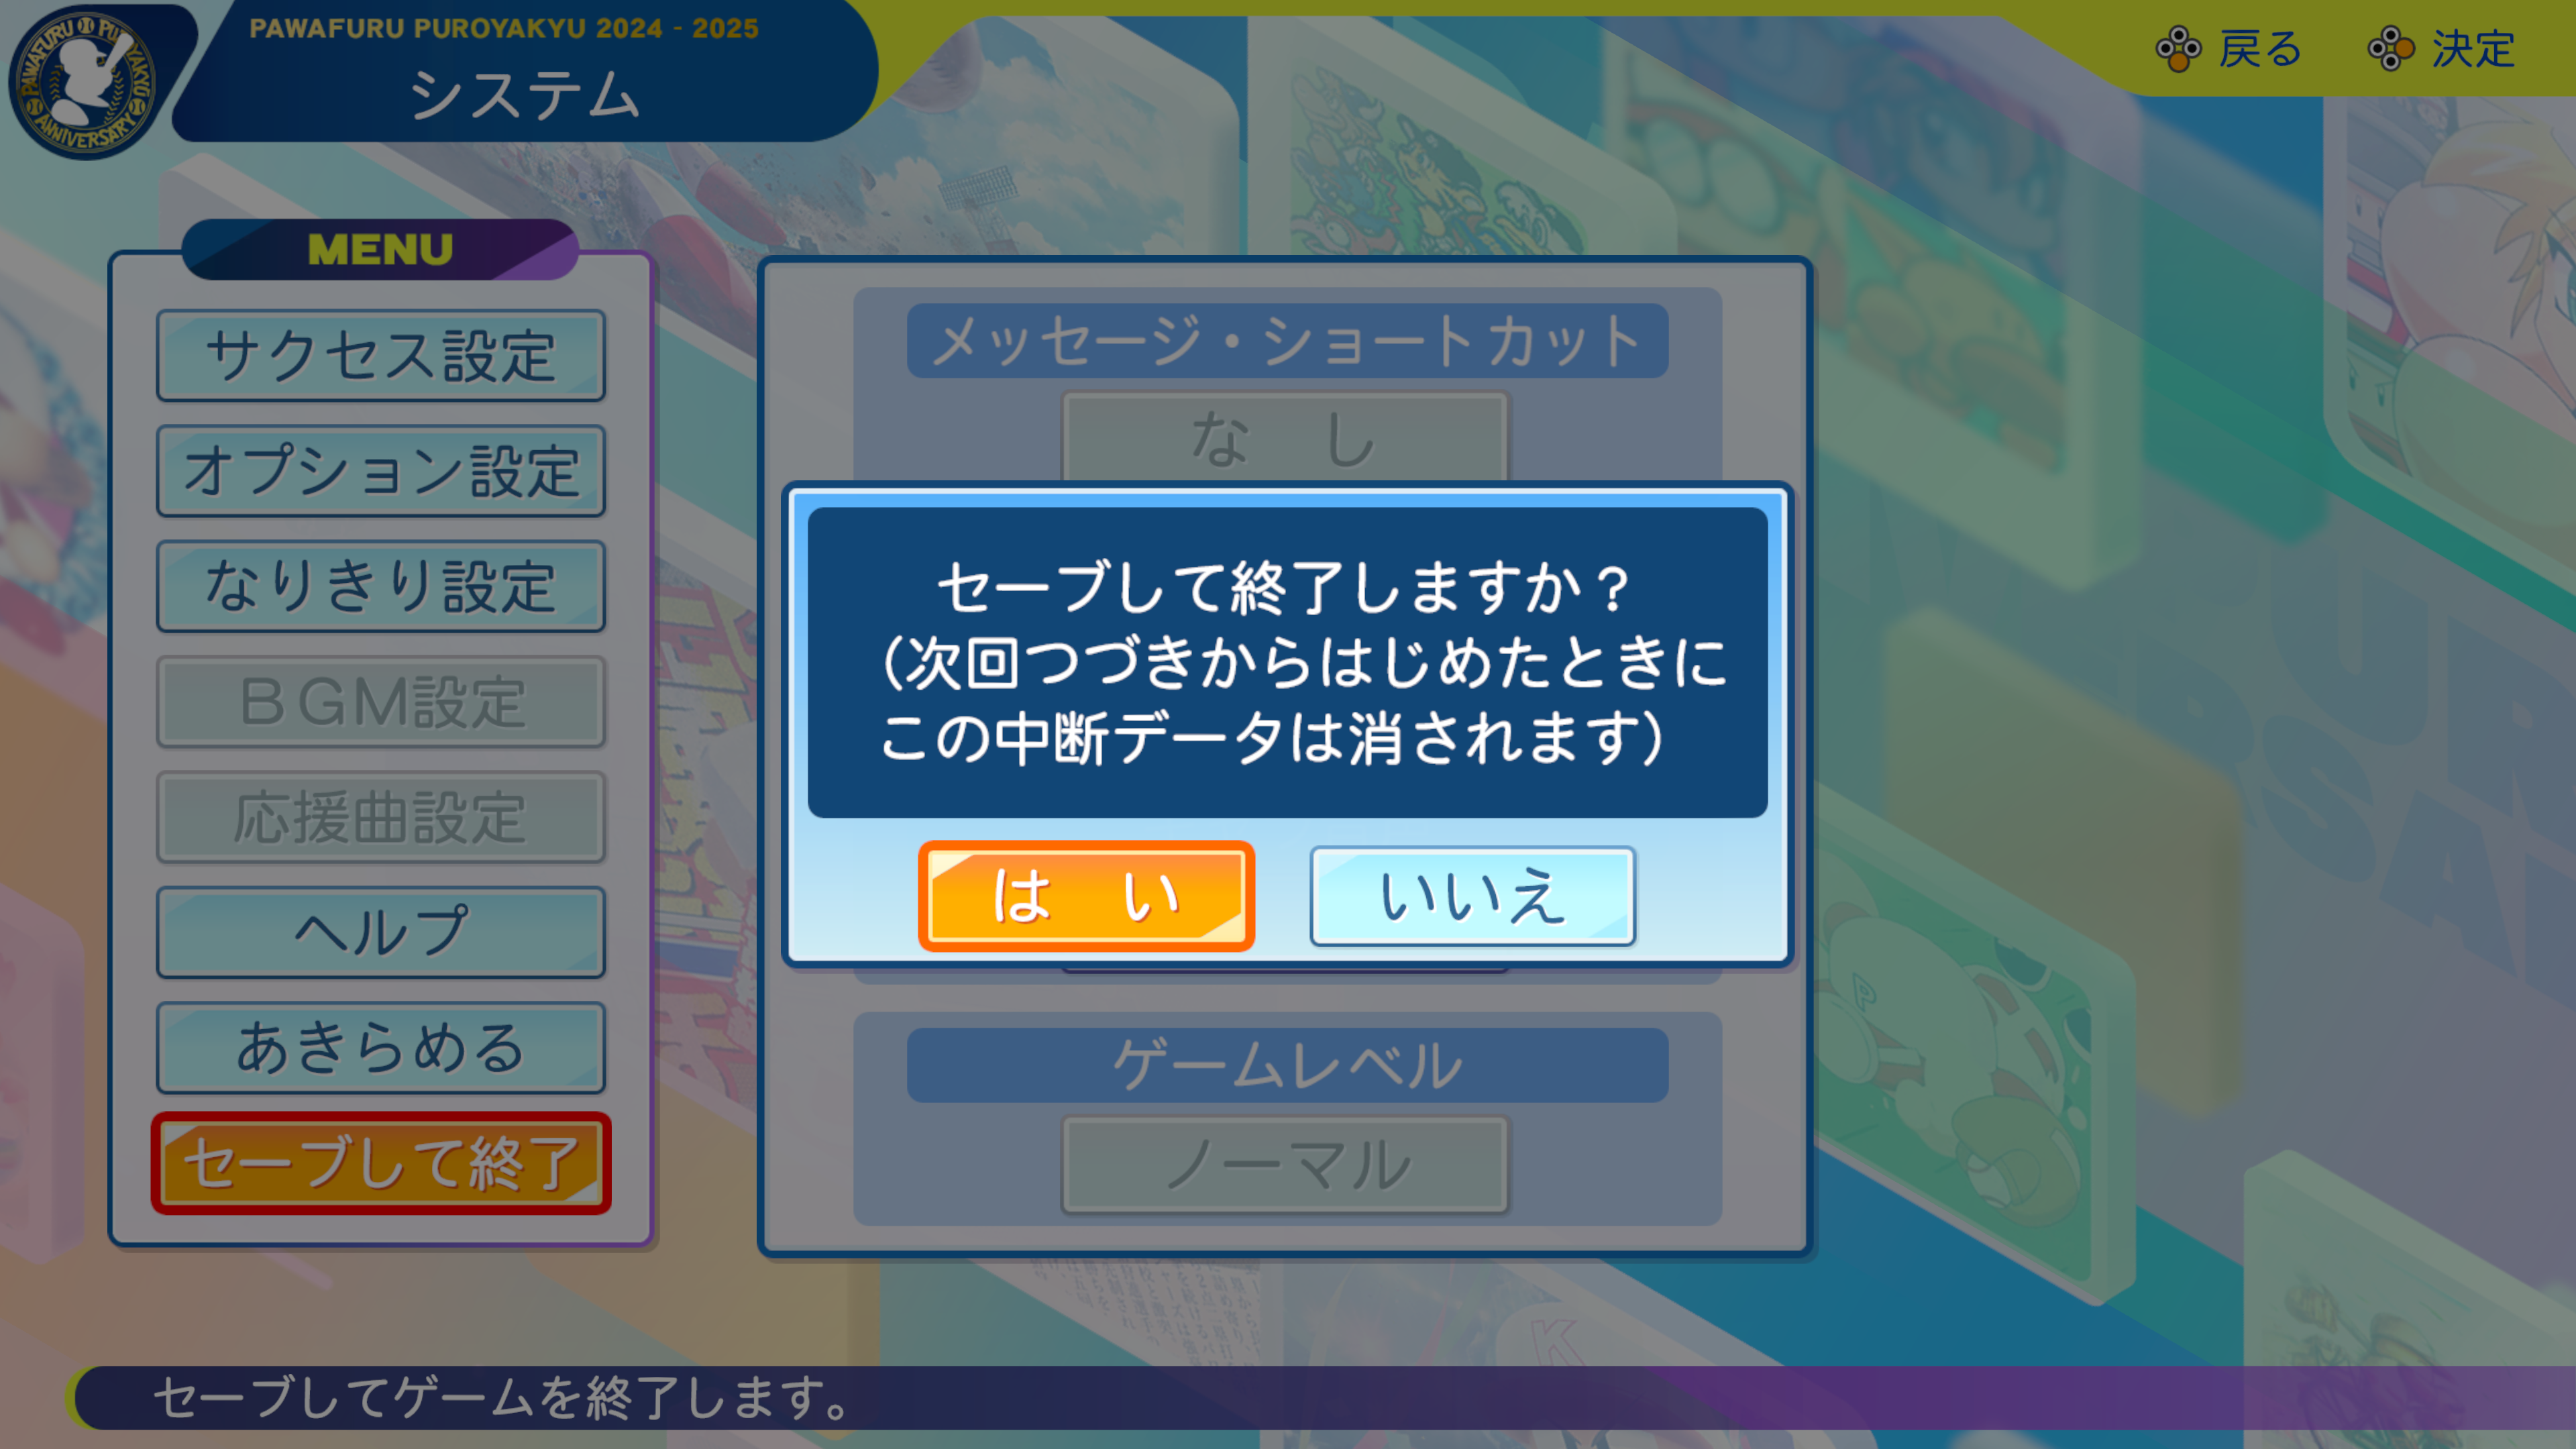 PAWAFURU PUROYAKYU 2024 - 2025
システム
戻る
決定
PAWAFURU PUROYAKYU
ANNIVERSARY
MENU
サクセス設定
オプション設定
なりきり設定
BGM設定
応援曲設定
ヘルプ
あきらめる
セーブして終了
メッセージ・ショートカット
なし
セーブして終了しますか？
（次回つづきからはじめたときに
この中断データは消されます）
はい
いいえ
ゲームレベル
ノーマル
セーブしてゲームを終了します。